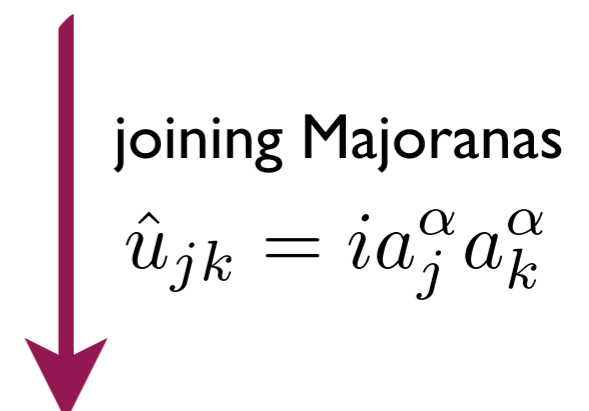 joining Majoranas
û_{jk} = ia_j^α a_k^α